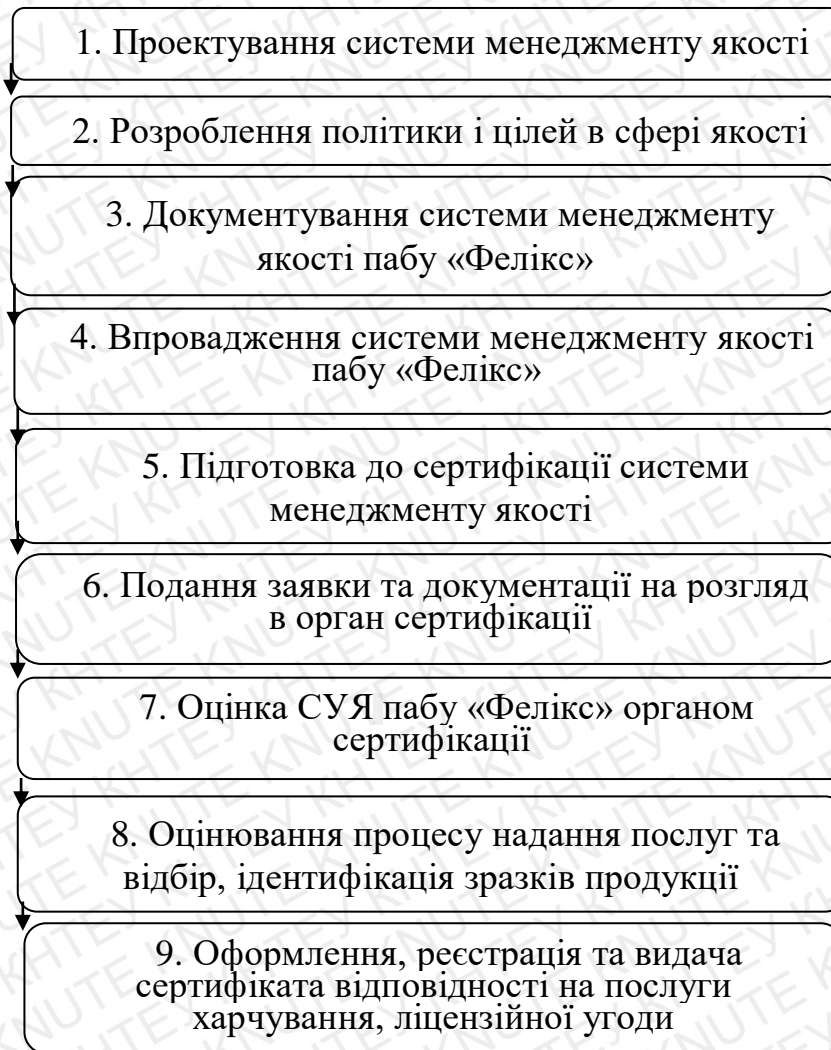 1. Проектування системи менеджменту якості
2. Розроблення політики і цілей в сфері якості
3. Документування системи менеджменту
якості пабу «Фелікс»
4. Впровадження системи менеджменту якості
пабу «Фелікс»
5. Підготовка до сертифікації системи
менеджменту якості
6. Подання заявки та документації на розгляд
в орган сертифікації
7. Оцінка СУЯ пабу «Фелікс» органом
сертифікації
8. Оцінювання процесу надання послуг та
відбір, ідентифікація зразків продукції
9. Оформлення, реєстрація та видача
сертифіката відповідності на послуги
харчування, ліцензійної угоди